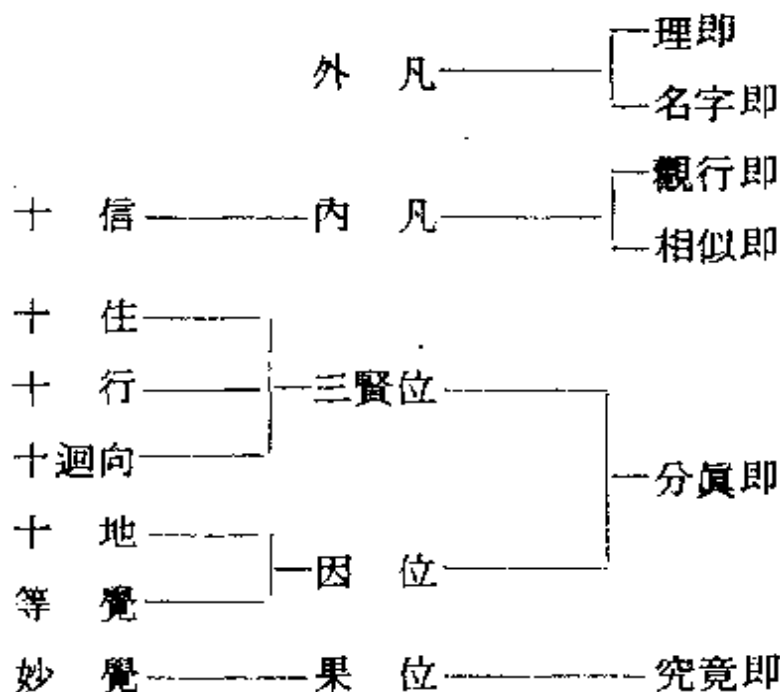 理即
外凡
名字即
觀行即
十信 內凡
相似即
十住
十行 三賢位
十迴向
分眞即
十地
因位
等覺
妙覺 果位 究竟即